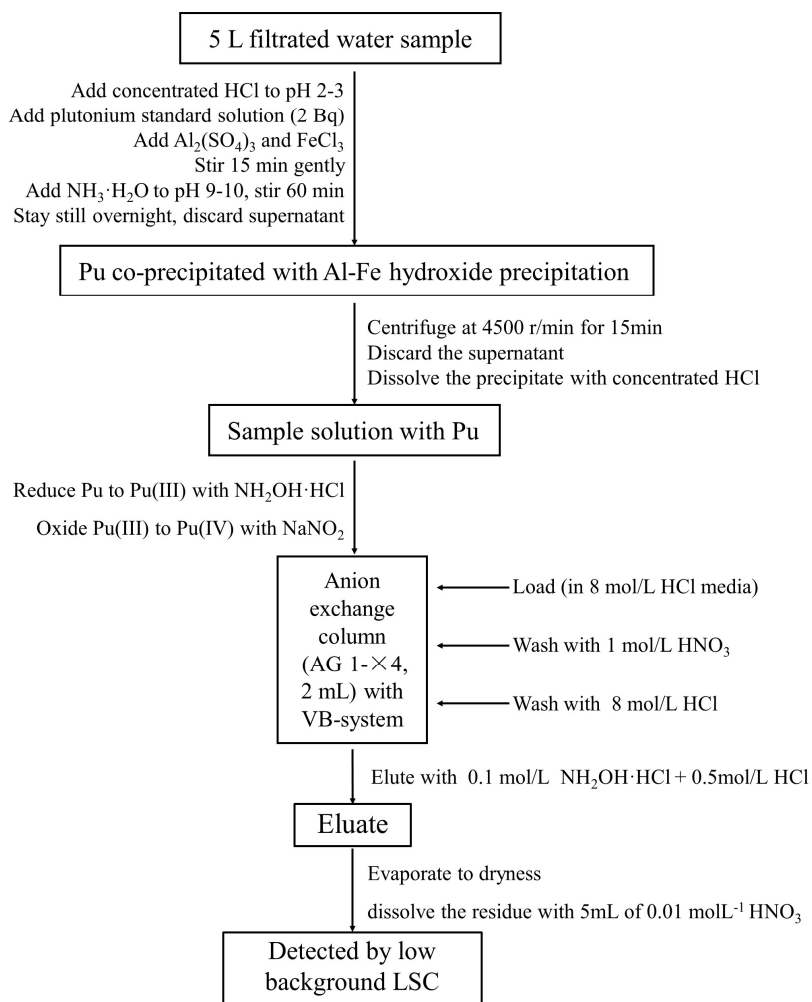 5 L filtrated water sample
Add concentrated HCl to pH 2-3
Add plutonium standard solution (2 Bq)
Add Al₂(SO₄)₃ and FeCl₃
Stir 15 min gently
Add NH₃·H₂O to pH 9-10, stir 60 min
Stay still overnight, discard supernatant
Pu co-precipitated with Al-Fe hydroxide precipitation
Centrifuge at 4500 r/min for 15min
Discard the supernatant
Dissolve the precipitate with concentrated HCl
Sample solution with Pu
Reduce Pu to Pu(III) with NH₂OH·HCl
Oxide Pu(III) to Pu(IV) with NaNO₂
Anion
exchange
column
(AG 1-×4,
2 mL) with
VB-system
Load (in 8 mol/L HCl media)
Wash with 1 mol/L HNO₃
Wash with 8 mol/L HCl
Elute with 0.1 mol/L NH₂OH·HCl + 0.5mol/L HCl
Eluate
Evaporate to dryness
dissolve the residue with 5mL of 0.01 molL⁻¹ HNO₃
Detected by low
background LSC